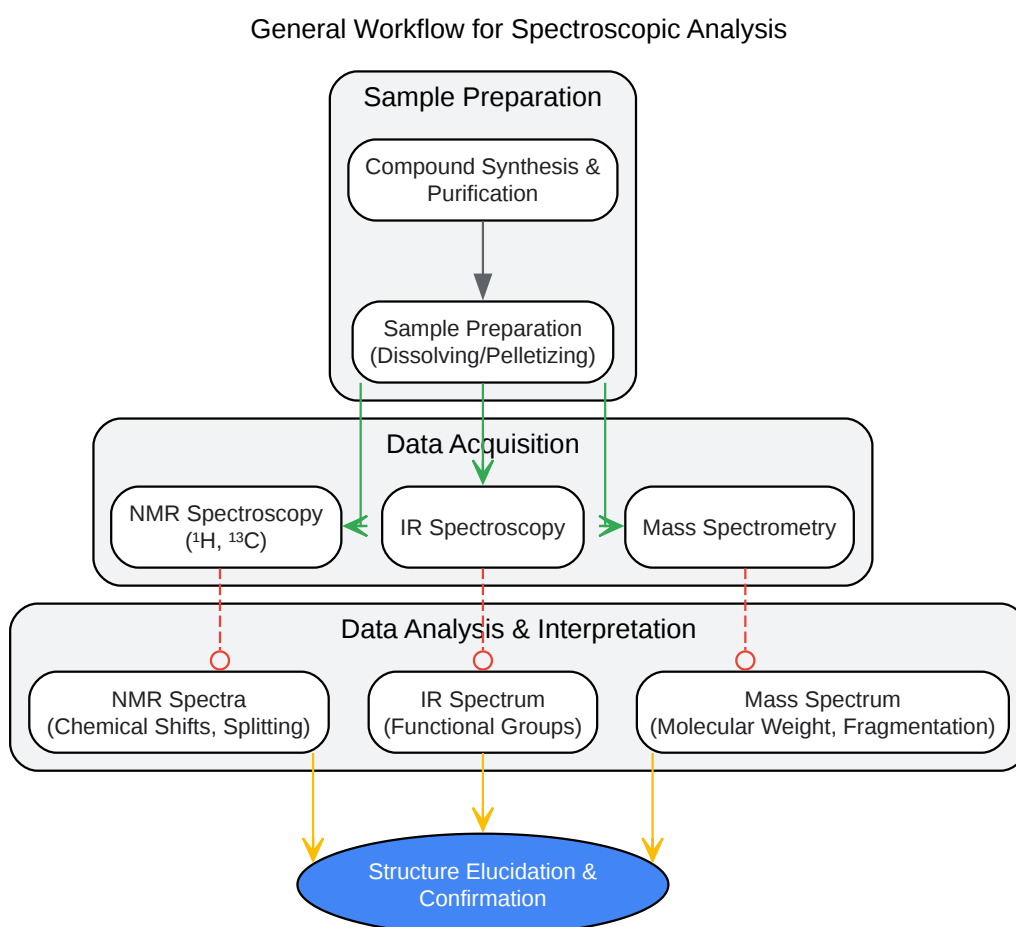 General Workflow for Spectroscopic Analysis
Sample Preparation
Compound Synthesis &
Purification
Sample Preparation
(Dissolving/Pelletizing)
Data Acquisition
NMR Spectroscopy
(¹H, ¹³C)
IR Spectroscopy
Mass Spectrometry
Data Analysis & Interpretation
NMR Spectra
(Chemical Shifts, Splitting)
IR Spectrum
(Functional Groups)
Mass Spectrum
(Molecular Weight, Fragmentation)
Structure Elucidation &
Confirmation